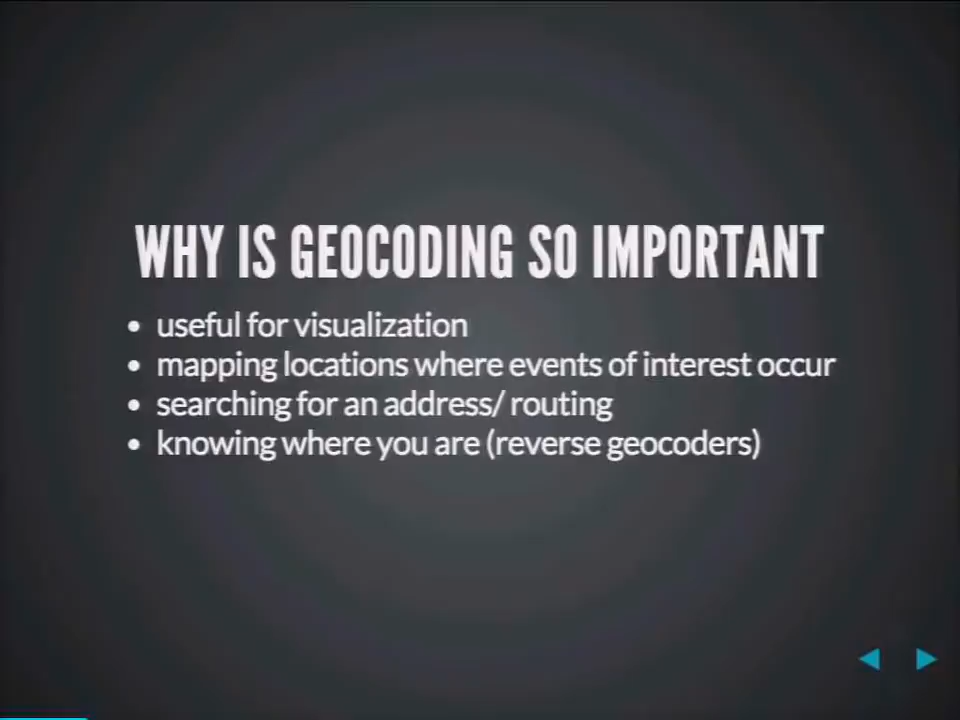 WHY IS GEOCODING SO IMPORTANT
• useful for visualization
• mapping locations where events of interest occur
• searching for an address/ routing
• knowing where you are (reverse geocoders)